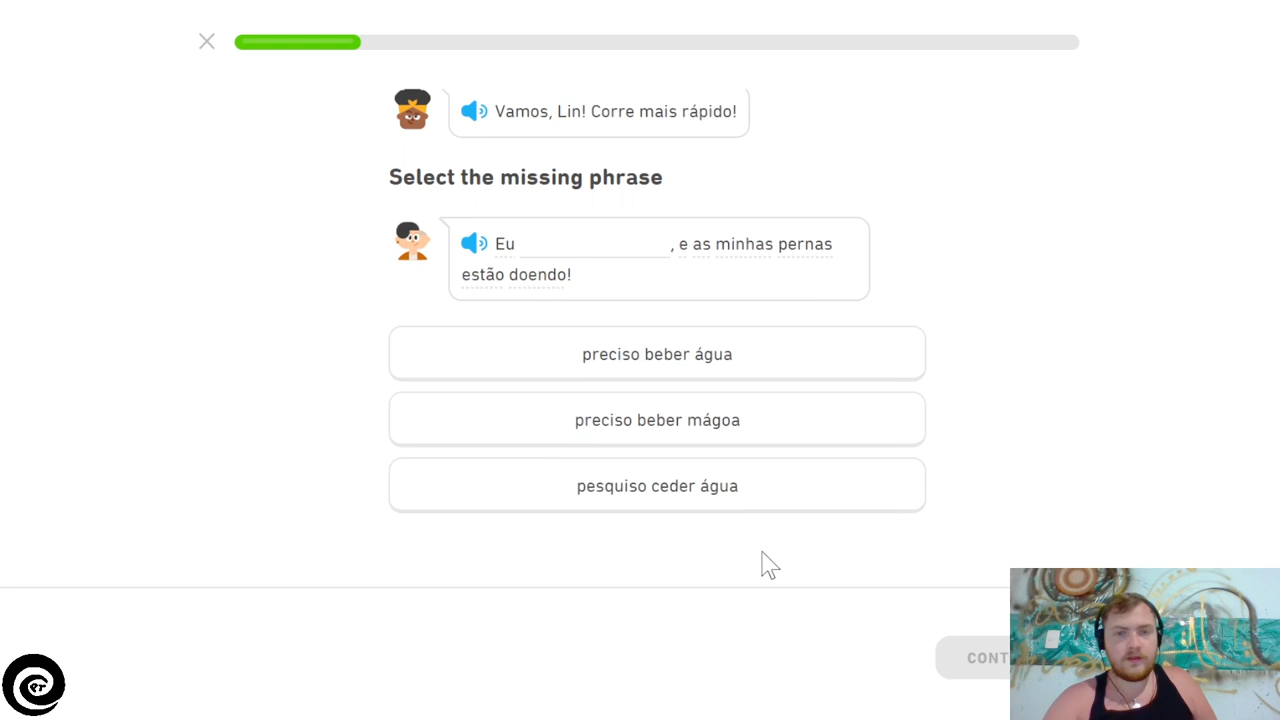 Vamos, Lin! Corre mais rápido!
Select the missing phrase
Eu ______________, e as minhas pernas
estão doendo!
preciso beber água
preciso beber mágoa
pesquiso ceder água
CONT